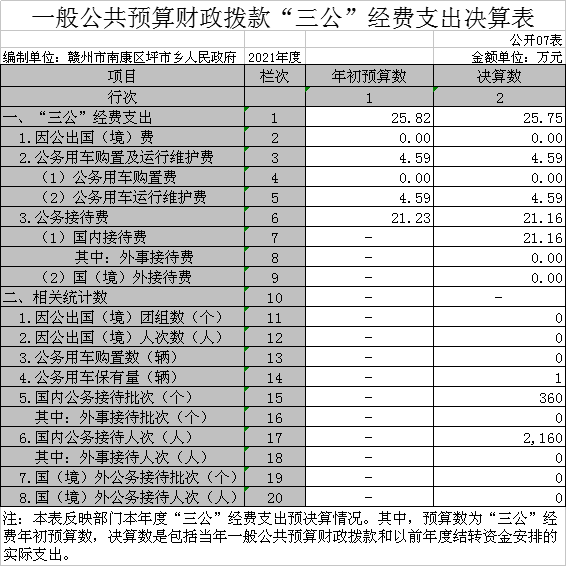 一般公共预算财政拨款“三公”经费支出决算表
公开07表
编制单位：赣州市南康区坪市乡人民政府 2021年度 金额单位：万元
项目 栏次 年初预算数 决算数
行次 1 2
一、“三公”经费支出 1 25.82 25.75
1.因公出国（境）费 2 0.00 0.00
2.公务用车购置及运行维护费 3 4.59 4.59
（1）公务用车购置费 4 0.00 0.00
（2）公务用车运行维护费 5 4.59 4.59
3.公务接待费 6 21.23 21.16
（1）国内接待费 7 - 21.16
其中：外事接待费 8 - 0.00
（2）国（境）外接待费 9 - 0.00
二、相关统计数 10 - -
1.因公出国（境）团组数（个） 11 - 0
2.因公出国（境）人次数（人） 12 - 0
3.公务用车购置数（辆） 13 - 0
4.公务用车保有量（辆） 14 - 1
5.国内公务接待批次（个） 15 - 360
其中：外事接待批次（个） 16 - 0
6.国内公务接待人次（人） 17 - 2,160
其中：外事接待人次（人） 18 - 0
7.国（境）外公务接待批次（个） 19 - 0
8.国（境）外公务接待人次（人） 20 - 0
注：本表反映部门本年度“三公”经费支出预决算情况。其中，预算数为“三公”经
费年初预算数，决算数是包括当年一般公共预算财政拨款和以前年度结转资金安排的
实际支出。